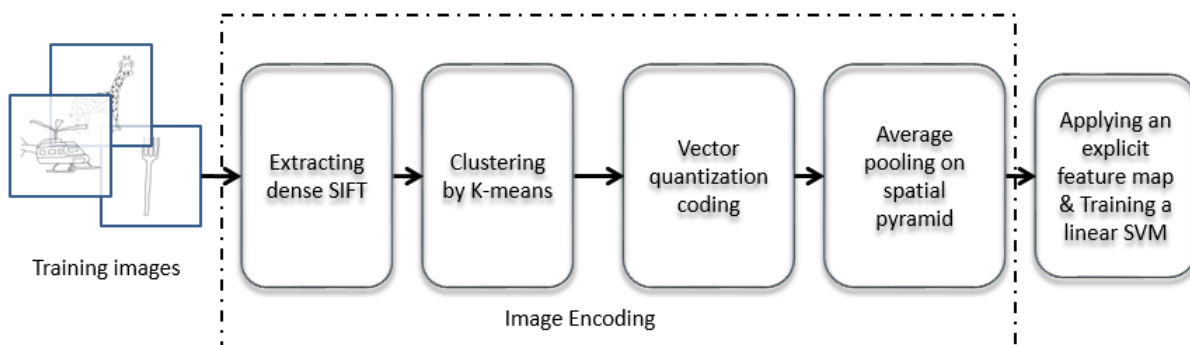 Training images
Extracting
dense SIFT
Clustering
by K-means
Vector
quantization
coding
Average
pooling on
spatial
pyramid
Applying an
explicit
feature map
& Training a
linear SVM
Image Encoding